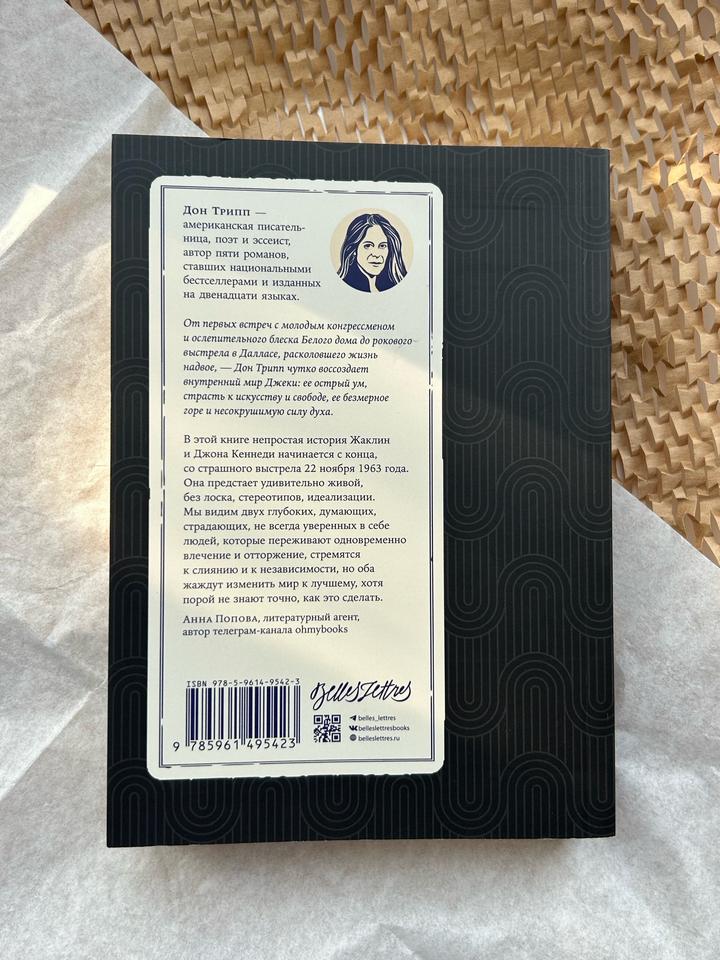 Дон Трипп —
американская писатель-
ница, поэт и эссеист,
автор пяти романов,
ставших национальными
бестселлерами и изданных
на двенадцати языках.
От первых встреч с молодым конгрессменом
и ослепительного блеска Белого дома до рокового
выстрела в Далласе, расколовшего жизнь
надвое, — Дон Трипп чутко воссоздает
внутренний мир Джеки: ее острый ум,
страсть к искусству и свободе, ее безмерное
горе и несокрушимую силу духа.
В этой книге непростая история Жаклин
и Джона Кеннеди начинается с конца,
со страшного выстрела 22 ноября 1963 года.
Она предстает удивительно живой,
без лоска, стереотипов, идеализации.
Мы видим двух глубоких, думающих,
страдающих, не всегда уверенных в себе
людей, которые переживают одновременно
влечение и отторжение, стремятся
к слиянию и к независимости, но оба
жаждут изменить мир к лучшему, хотя
порой не знают точно, как это сделать.
Анна Попова, литературный агент,
автор телеграм-канала ohmybooks
ISBN 978-5-9614-9542-3
9 785961 495423
Belles Lettres
belles_lettres
belleslettresbooks
belleslettres.ru